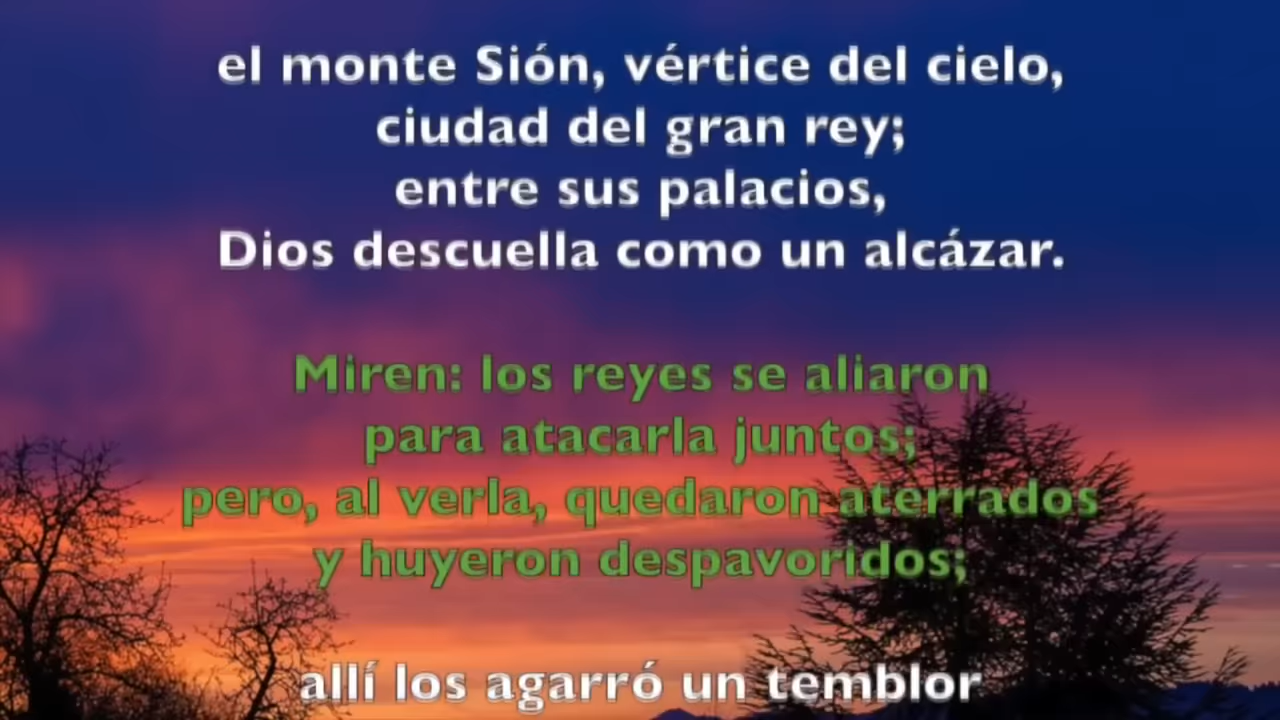 el monte Sión, vértice del cielo,
ciudad del gran rey;
entre sus palacios,
Dios descuella como un alcázar.
Miren: los reyes se aliaron
para atacarla juntos;
pero, al verla, quedaron aterrados
y huyeron despavoridos;
allí los agarró un temblor